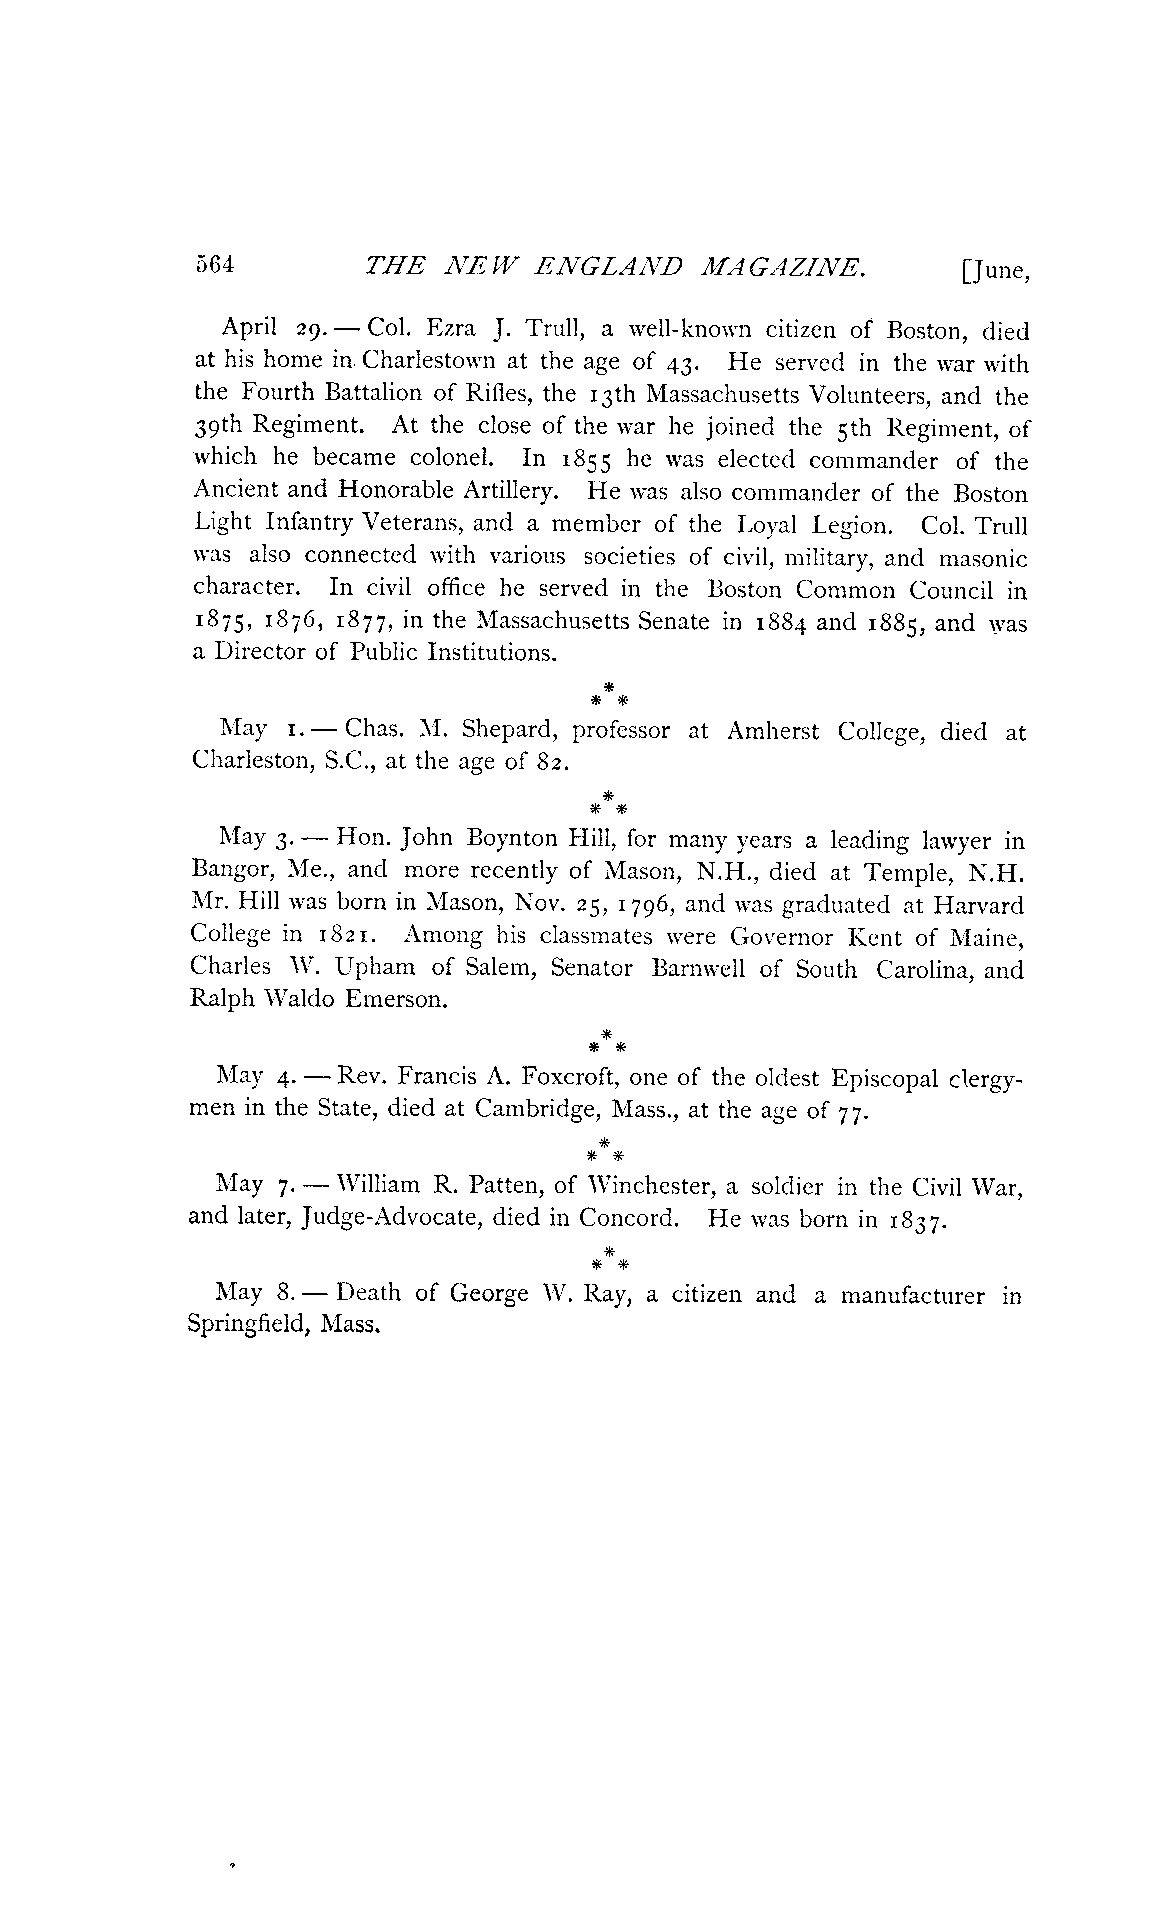 564 THE NEW ENGLAND MAGAZINE. [June,
April 29. — Col. Ezra J. Trull, a well-known citizen of Boston, died
at his home in Charlestown at the age of 43. He served in the war with
the Fourth Battalion of Rifles, the 13th Massachusetts Volunteers, and the
39th Regiment. At the close of the war he joined the 5th Regiment, of
which he became colonel. In 1855 he was elected commander of the
Ancient and Honorable Artillery. He was also commander of the Boston
Light Infantry Veterans, and a member of the Loyal Legion. Col. Trull
was also connected with various societies of civil, military, and masonic
character. In civil office he served in the Boston Common Council in
1875, 1876, 1877, in the Massachusetts Senate in 1884 and 1885, and was
a Director of Public Institutions.
***
May 1. — Chas. M. Shepard, professor at Amherst College, died at
Charleston, S.C., at the age of 82.
***
May 3. — Hon. John Boynton Hill, for many years a leading lawyer in
Bangor, Me., and more recently of Mason, N.H., died at Temple, N.H.
Mr. Hill was born in Mason, Nov. 25, 1796, and was graduated at Harvard
College in 1821. Among his classmates were Governor Kent of Maine,
Charles W. Upham of Salem, Senator Barnwell of South Carolina, and
Ralph Waldo Emerson.
***
May 4. — Rev. Francis A. Foxcroft, one of the oldest Episcopal clergy-
men in the State, died at Cambridge, Mass., at the age of 77.
***
May 7. — William R. Patten, of Winchester, a soldier in the Civil War,
and later, Judge-Advocate, died in Concord. He was born in 1837.
***
May 8. — Death of George W. Ray, a citizen and a manufacturer in
Springfield, Mass.